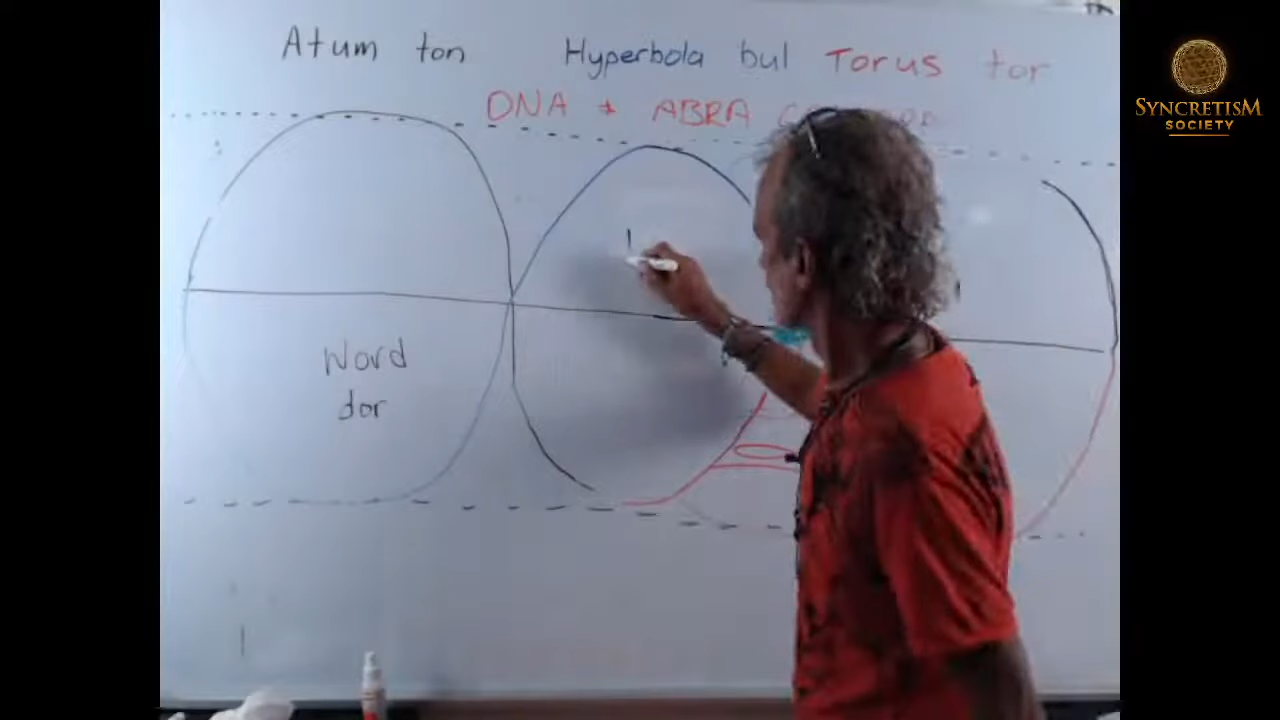 Atum ton Hyperbola bul Torus tor
DNA + ABRA
Word
dor
SYNCRETISM
SOCIETY